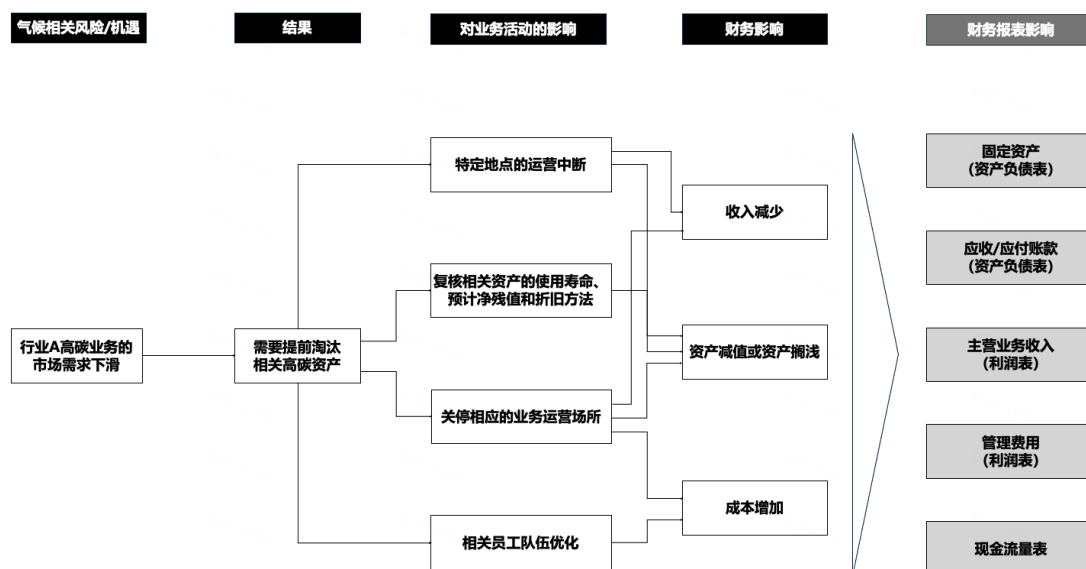 气候相关风险/机遇
结果
对业务活动的影响
财务影响
财务报表影响
行业A高碳业务的
市场需求下滑
需要提前淘汰
相关高碳资产
特定地点的运营中断
复核相关资产的使用寿命、
预计净残值和折旧方法
关停相应的业务运营场所
相关员工队伍优化
收入减少
资产减值或资产搁浅
成本增加
固定资产
(资产负债表)
应收/应付账款
(资产负债表)
主营业务收入
(利润表)
管理费用
(利润表)
现金流量表